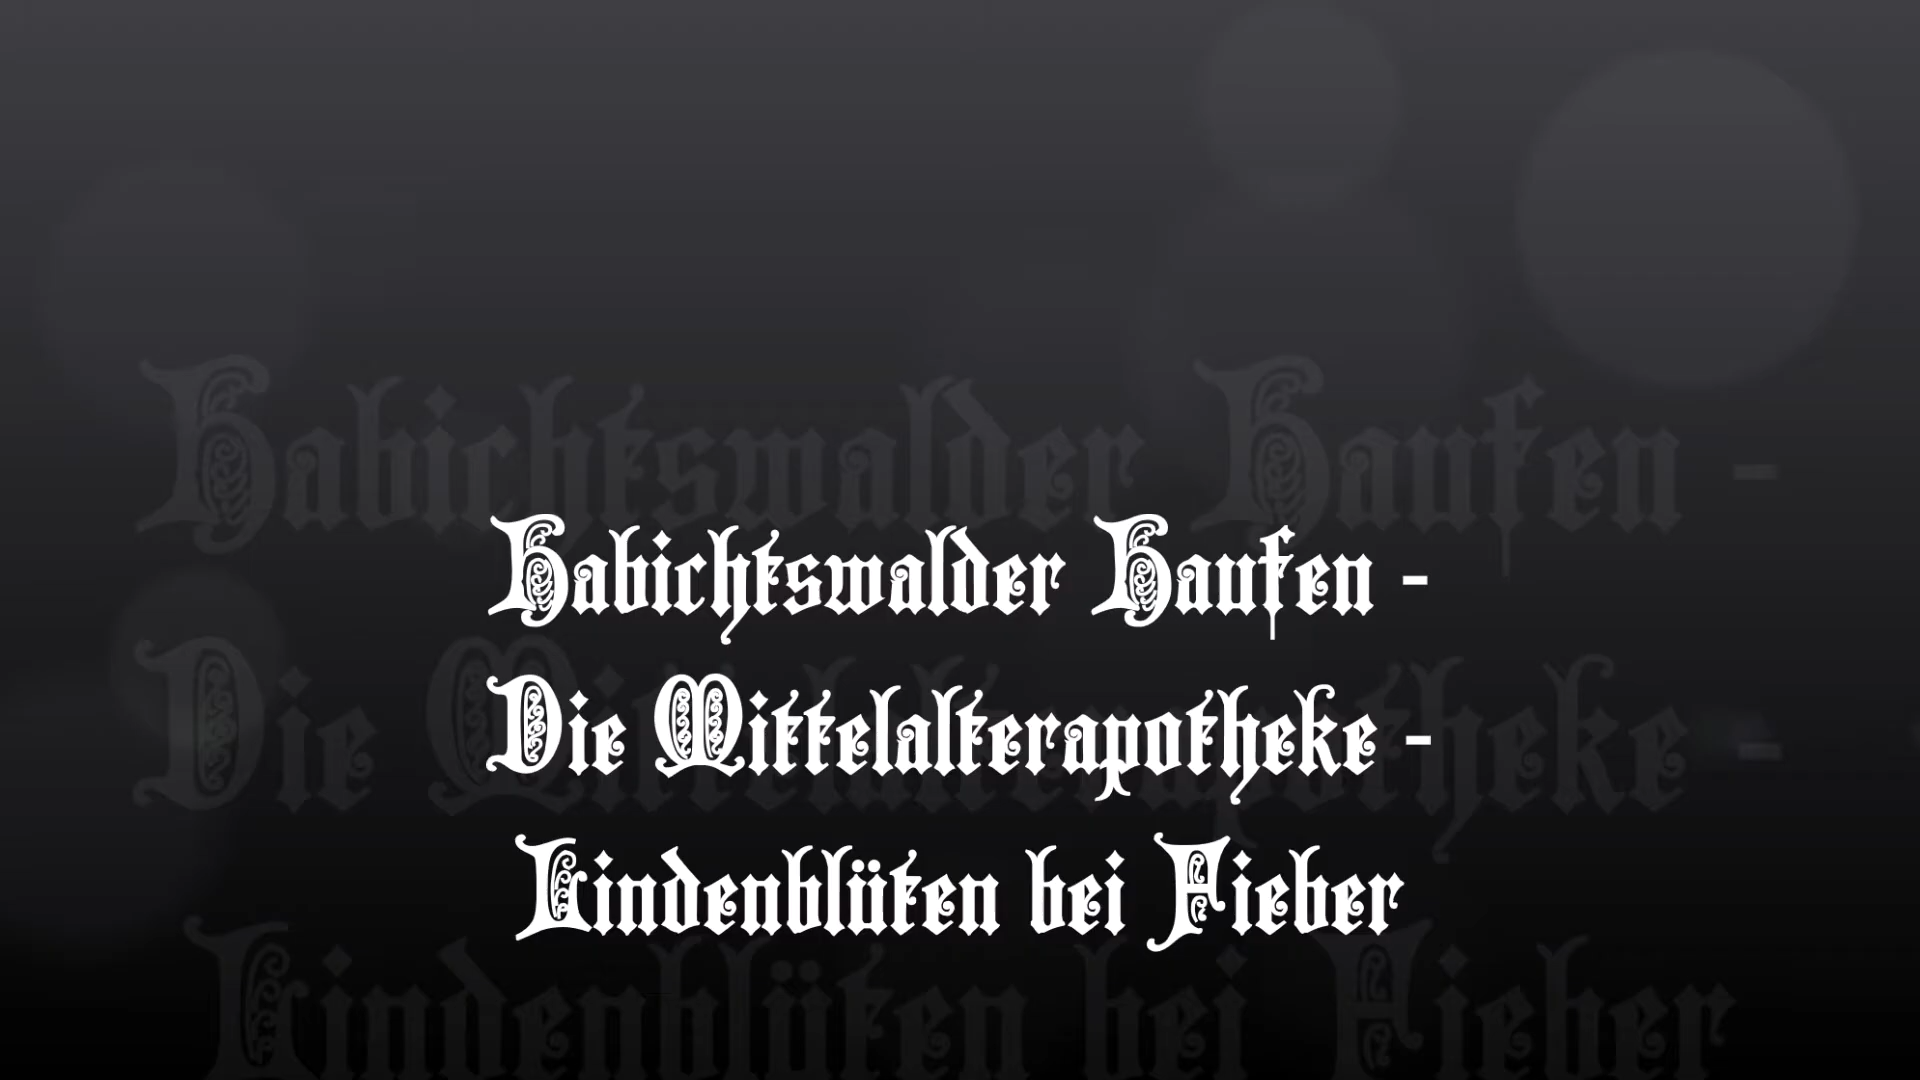 Habichtswalder Haufen -
Die Mittelalterapotheke -
Lindenblüten bei Fieber